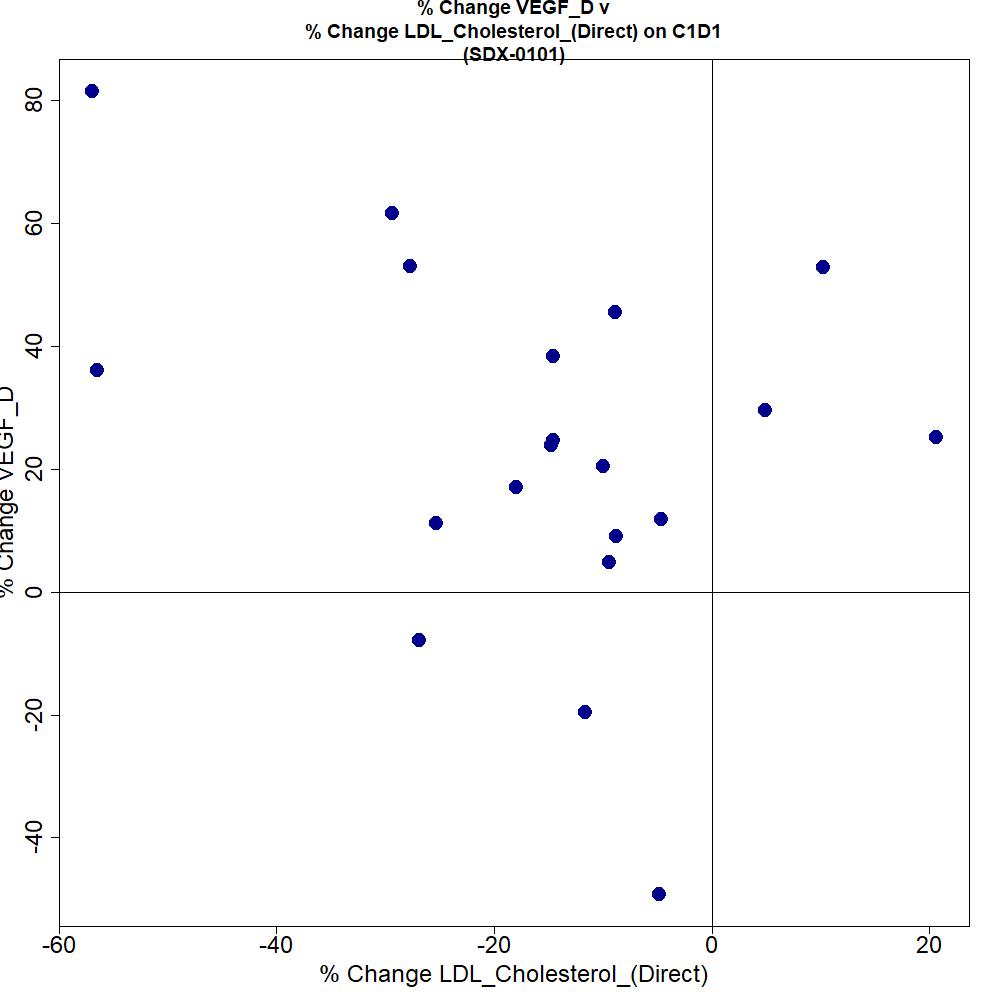 % Change VEGF_D v
% Change LDL_Cholesterol_(Direct) on C1D1
(SDX-0101)
% Change VEGF_D
80
60
40
20
0
-20
-40
-60
-40
-20
0
20
% Change LDL_Cholesterol_(Direct)